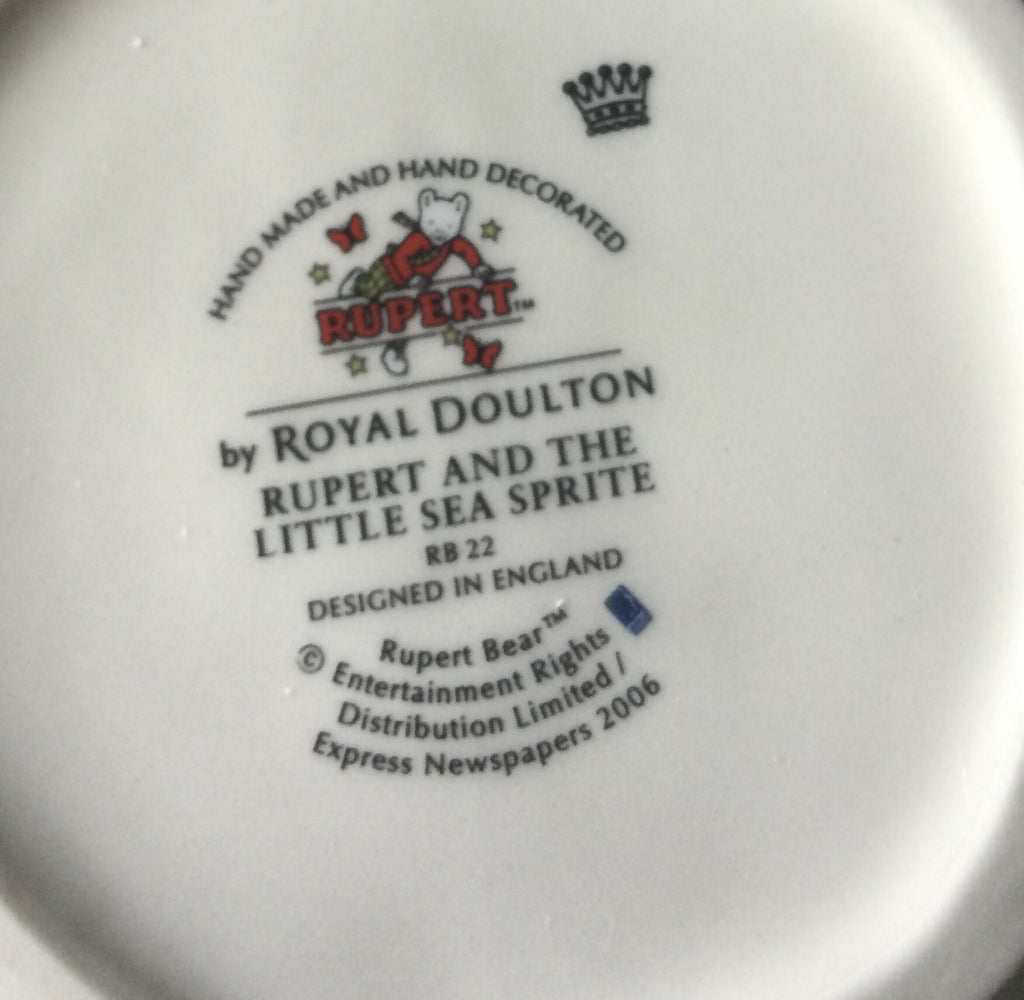 HAND MADE AND HAND DECORATED
RUPERT™
by ROYAL DOULTON
RUPERT AND THE
LITTLE SEA SPRITE
RB 22
DESIGNED IN ENGLAND
Rupert Bear™
© Entertainment Rights
Distribution Limited /
Express Newspapers 2006